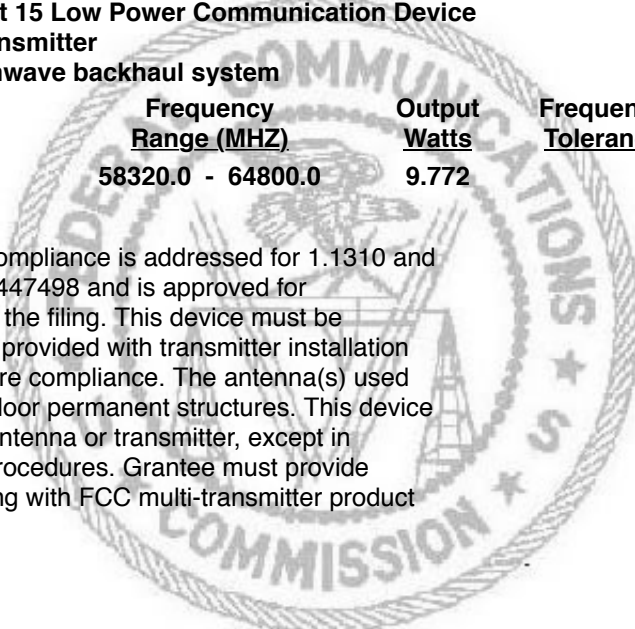 t 15 Low Power Communication Device
nsmitter
nwave backhaul system
Frequency Output Frequen
Range (MHZ) Watts Toleran
58320.0 - 64800.0 9.772
ompliance is addressed for 1.1310 and
447498 and is approved for
the filing. This device must be
provided with transmitter installation
re compliance. The antenna(s) used
door permanent structures. This device
ntenna or transmitter, except in
rocedures. Grantee must provide
ng with FCC multi-transmitter product
FEDERAL COMMUNICATIONS
COMMISSION
U S